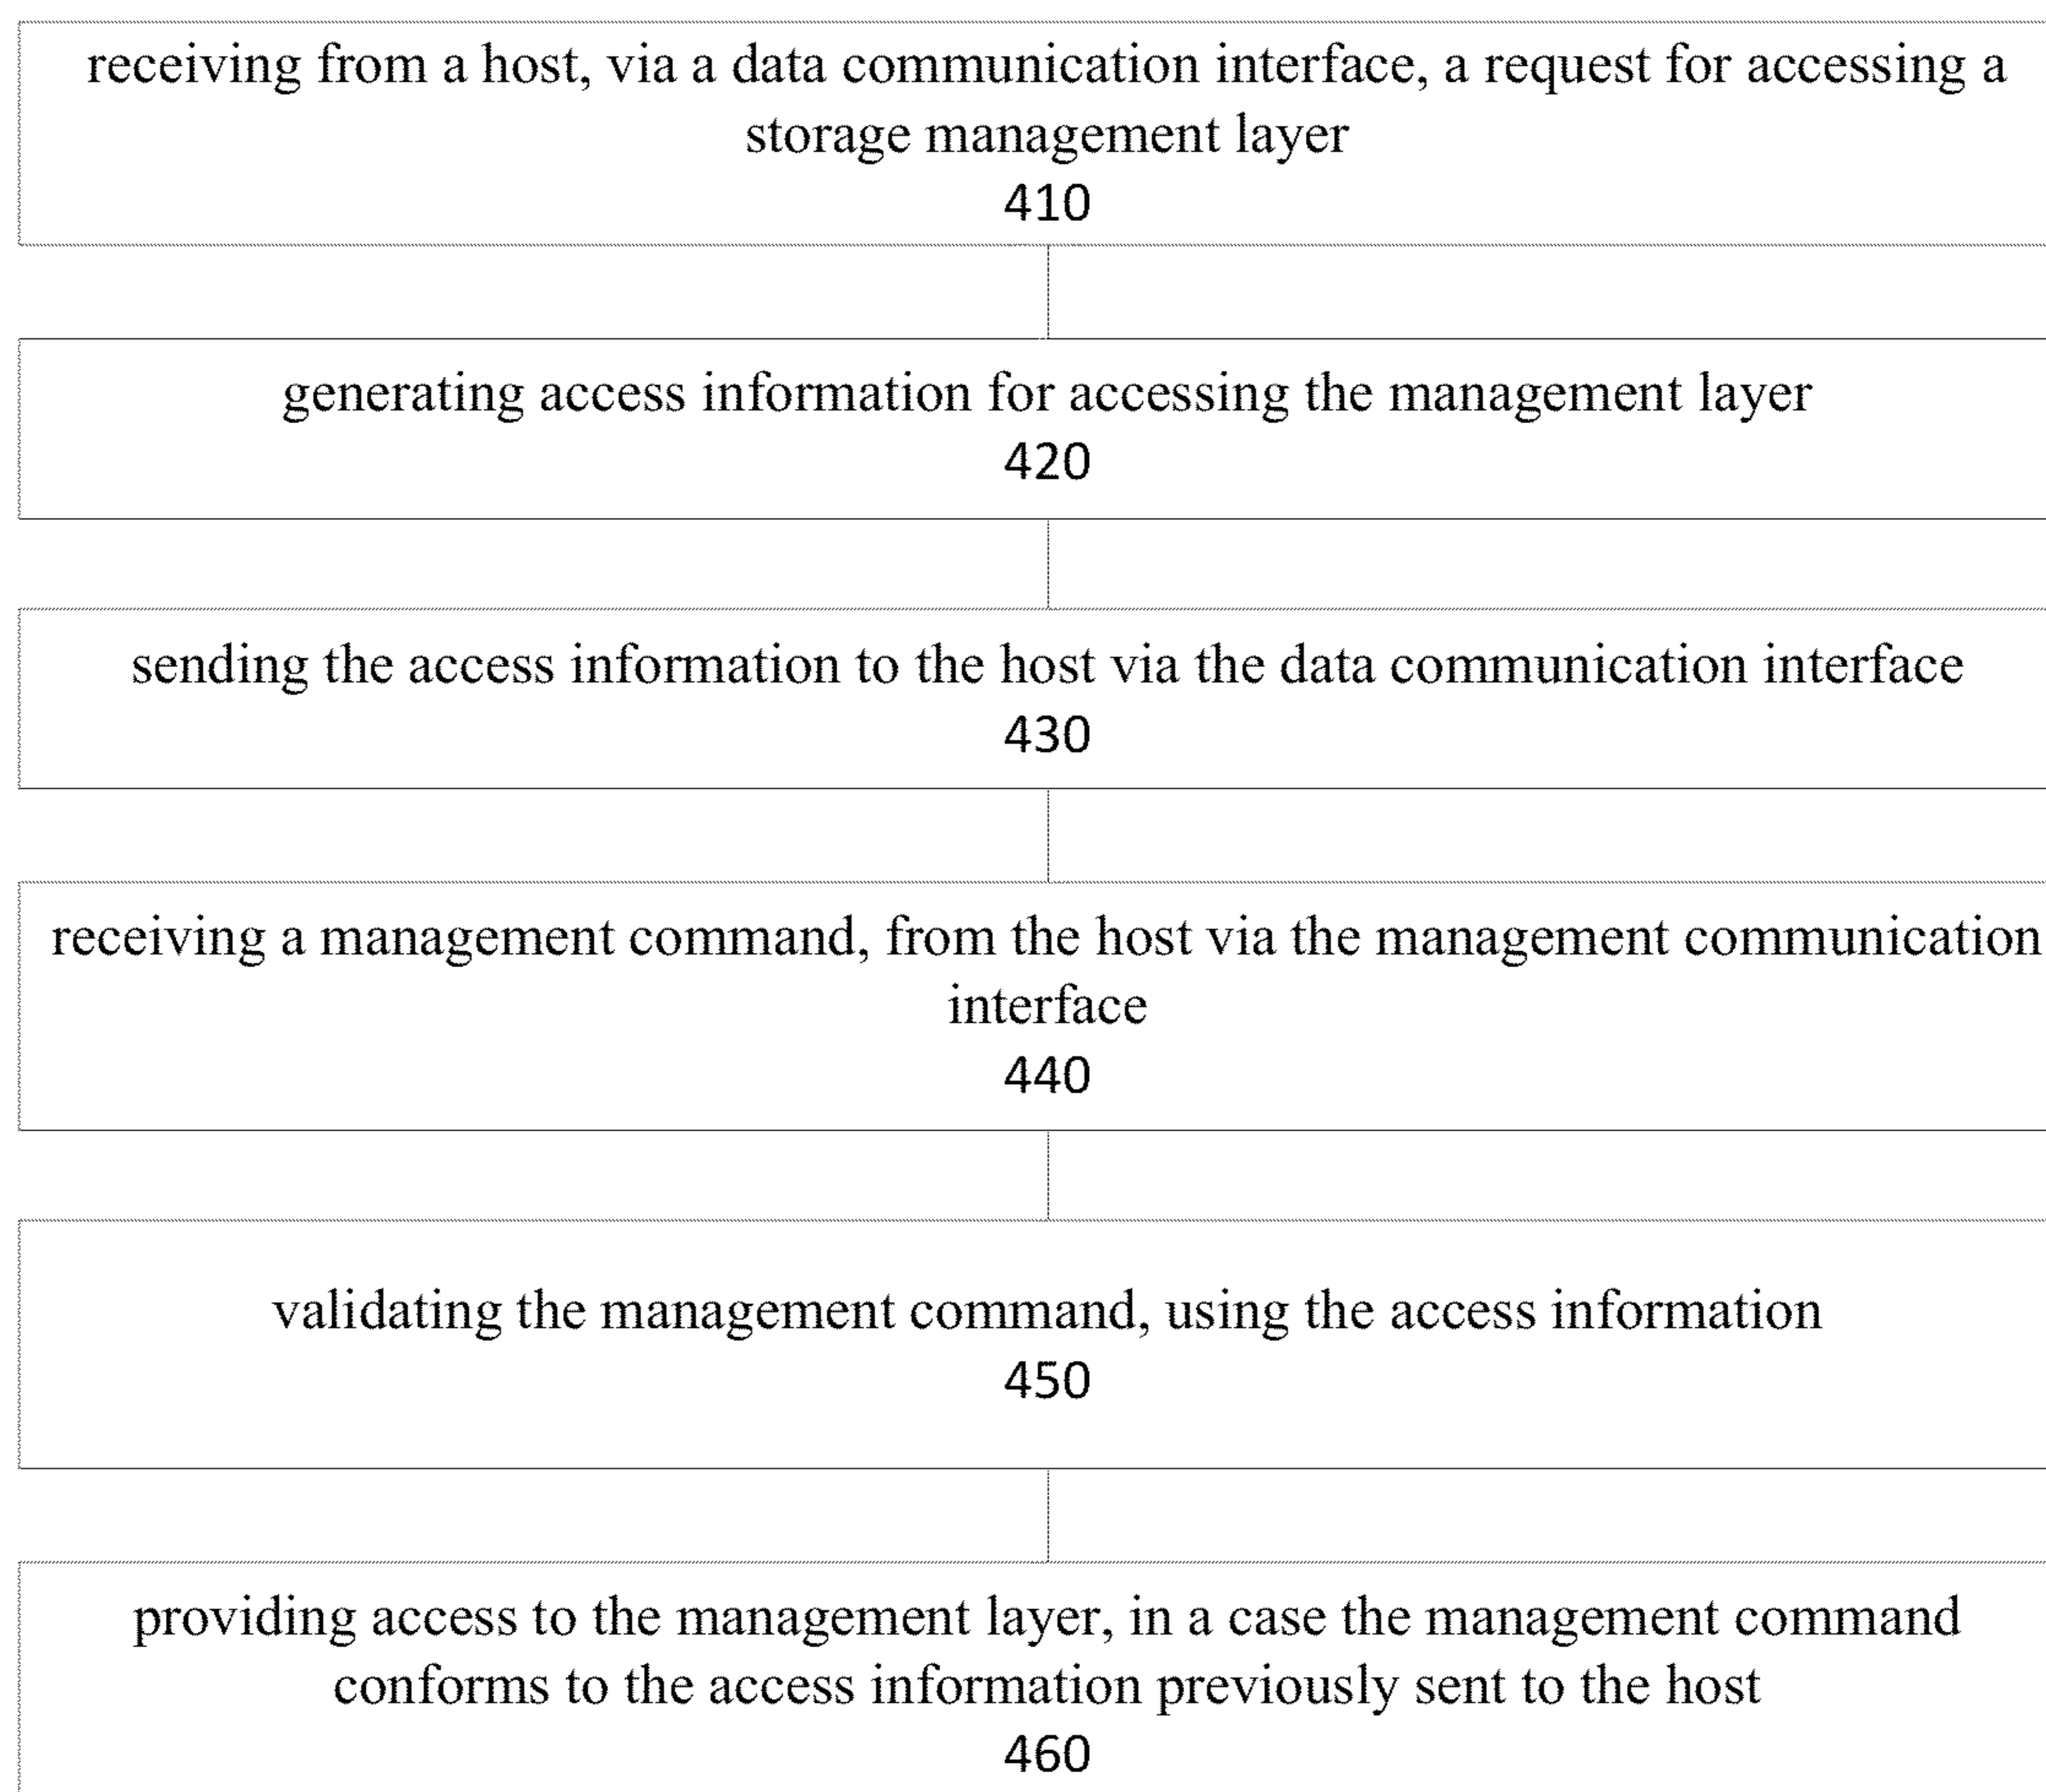 receiving from a host, via a data communication interface, a request for accessing a
storage management layer
410
generating access information for accessing the management layer
420
sending the access information to the host via the data communication interface
430
receiving a management command, from the host via the management communication
interface
440
validating the management command, using the access information
450
providing access to the management layer, in a case the management command
conforms to the access information previously sent to the host
460